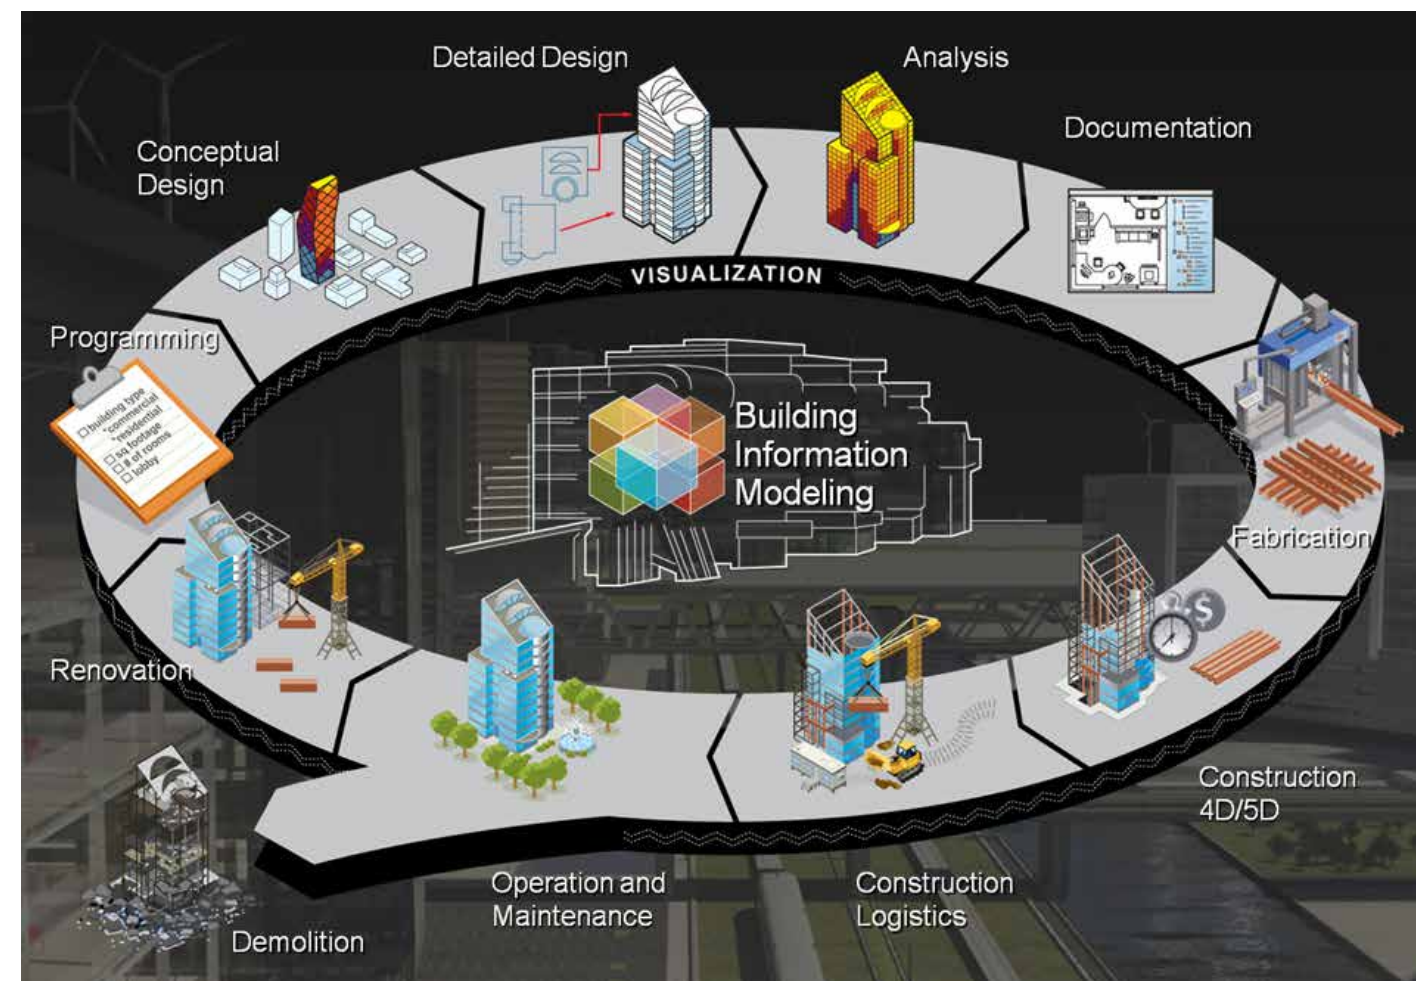 Detailed Design
Analysis
Documentation
Conceptual
Design
VISUALIZATION
Programming
building type
*commercial
*residential
sq footage
# of rooms
lobby
Building
Information
Modeling
Fabrication
$
Renovation
Construction
4D/5D
Operation and
Maintenance
Construction
Logistics
Demolition